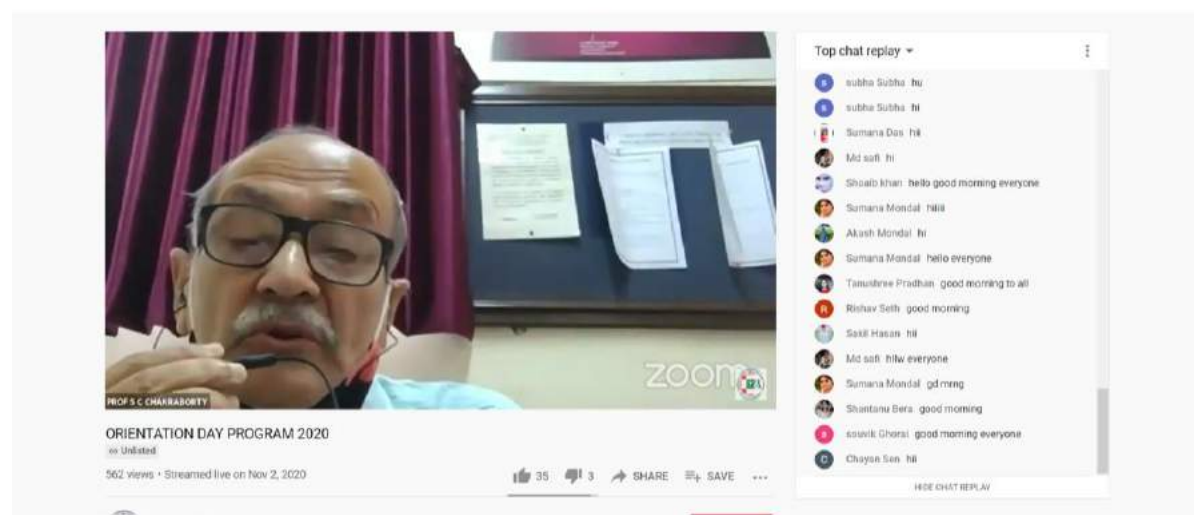 zoom
PROF S C CHAKRABORTY
ORIENTATION DAY PROGRAM 2020
Unlisted
562 views • Streamed live on Nov 2, 2020
35
3
SHARE
SAVE
Top chat replay
subha Subha hu
subha Subha hi
Sumana Das hii
Md safi hi
Shoaib khan hello good morning everyone
Sumana Mondal hiiii
Akash Mondal hi
Sumana Mondal hello everyone
Tanushree Pradhan good morning to all
R Rishav Seth good morning
Sakil Hasan hii
Md safi hilw everyone
Sumana Mondal gd mrng
Shantanu Bera good morning
souvik Ghorai good morning everyone
C Chayan Sen hii
HIDE CHAT REPLAY